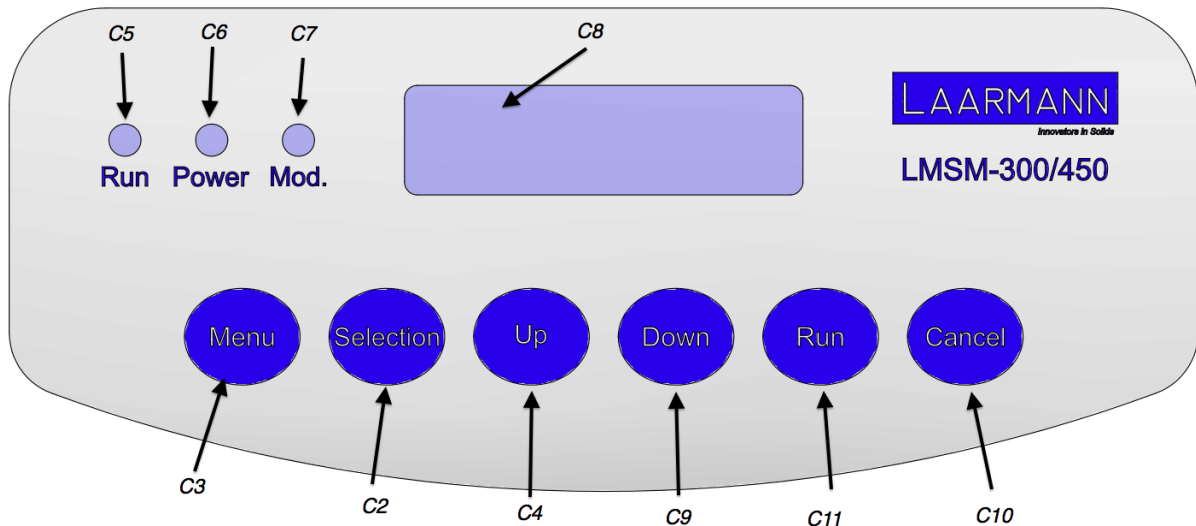 C5 C6 C7 C8
LAARMANN
Innovators in Solids
Run Power Mod.
LMSM-300/450
Menu Selection Up Down Run Cancel
C3 C2 C4 C9 C11 C10